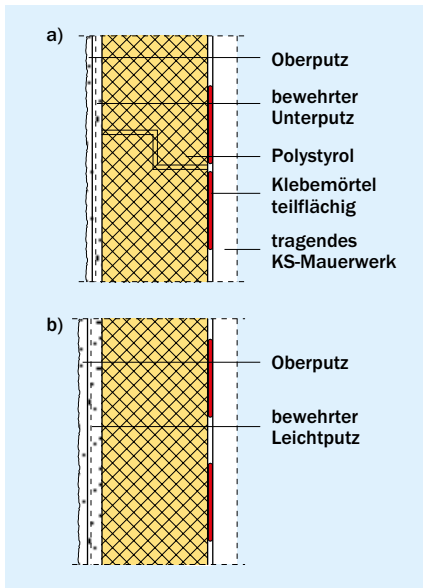 a)
Oberputz
bewehrter
Unterputz
Polystyrol
Klebemörtel
teilflächig
tragendes
KS-Mauerwerk
b)
Oberputz
bewehrter
Leichtputz